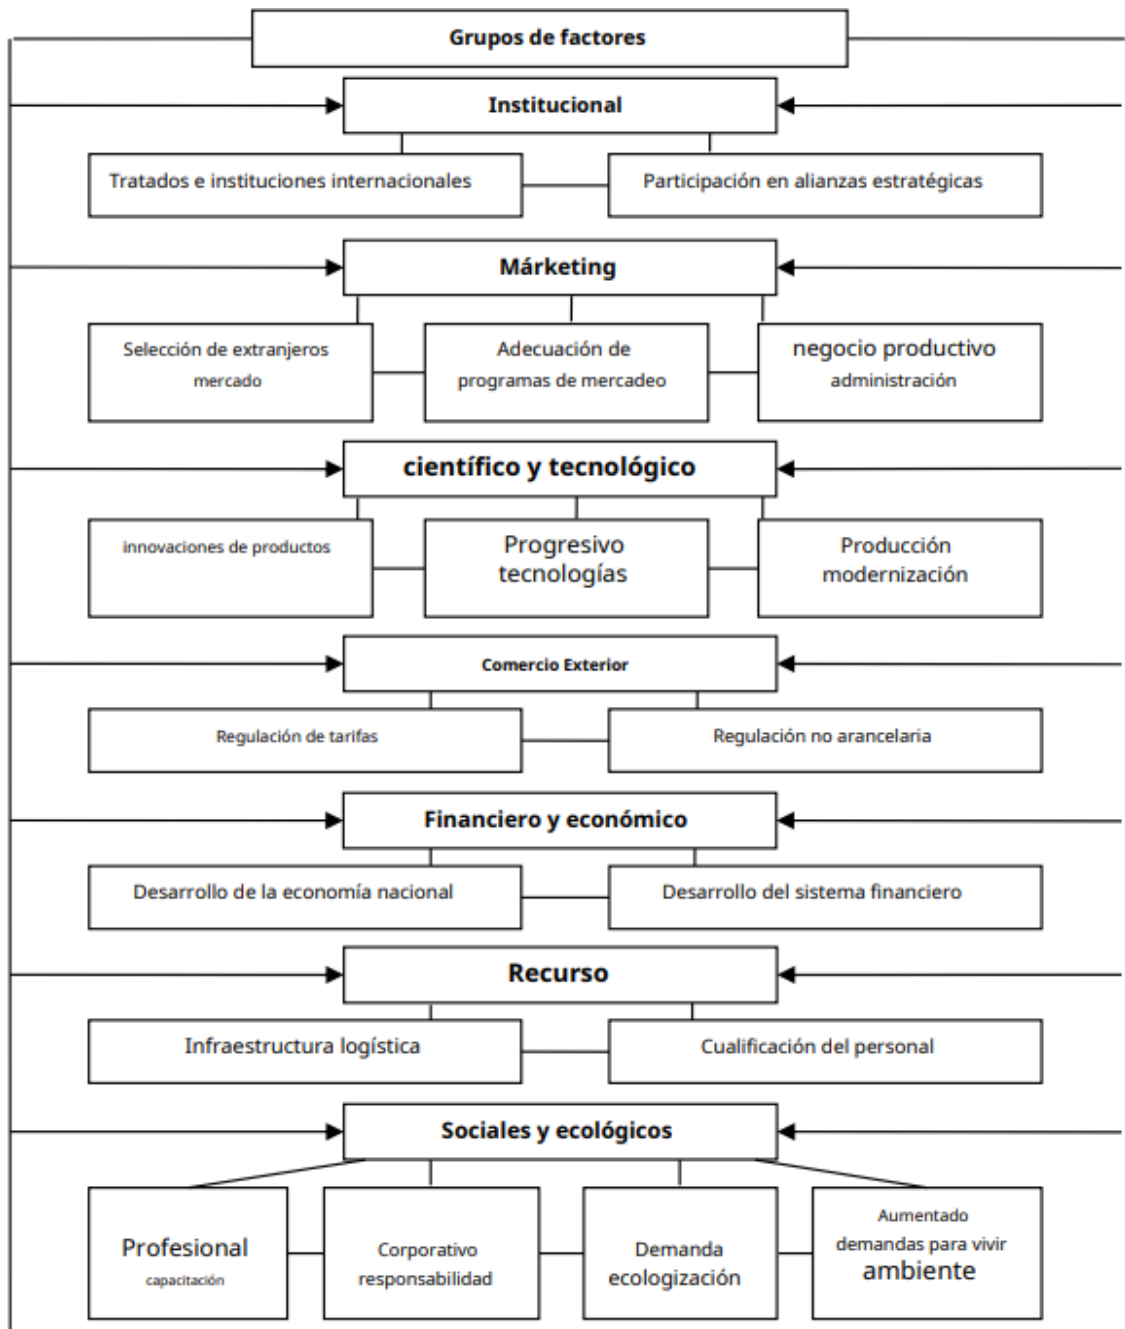 Grupos de factores
Institucional
Tratados e instituciones internacionales
Participación en alianzas estratégicas
Márketing
Selección de extranjeros
mercado
Adecuación de
programas de mercadeo
negocio productivo
administración
científico y tecnológico
innovaciones de productos
Progresivo
tecnologías
Producción
modernización
Comercio Exterior
Regulación de tarifas
Regulación no arancelaria
Financiero y económico
Desarrollo de la economía nacional
Desarrollo del sistema financiero
Recurso
Infraestructura logística
Cualificación del personal
Sociales y ecológicos
Profesional
capacitación
Corporativo
responsabilidad
Demanda
ecologización
Aumentado
demandas para vivir
ambiente